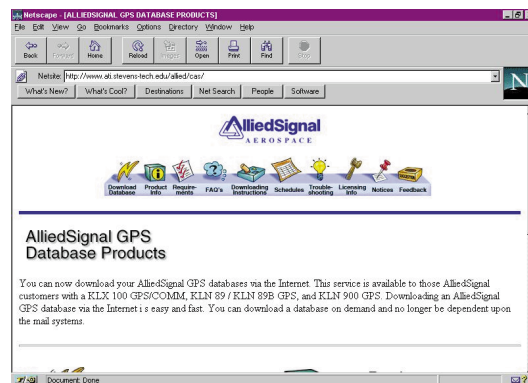 Netscape - [ALLIEDSIGNAL GPS DATABASE PRODUCTS]
File Edit View Go Bookmarks Options Directory Window Help
Back Forward Home Reload Images Open Print Find Stop
Netsite: http://www.ati.stevens-tech.edu/allied/cas/
What's New? What's Cool? Destinations Net Search People Software
N
AlliedSignal
AEROSPACE
Download Database Product Info Require-ments FAQ's Downloading Instructions Schedules Trouble-shooting Licensing Info Notices Feedback
AlliedSignal GPS
Database Products
You can now download your AlliedSignal GPS databases via the Internet. This service is available to those AlliedSignal
customers with a KLX 100 GPS/COMM, KLN 89 / KLN 89B GPS, and KLN 900 GPS. Downloading an AlliedSignal
GPS database via the Internet i s easy and fast. You can download a database on demand and no longer be dependent upon
the mail systems.
Document: Done